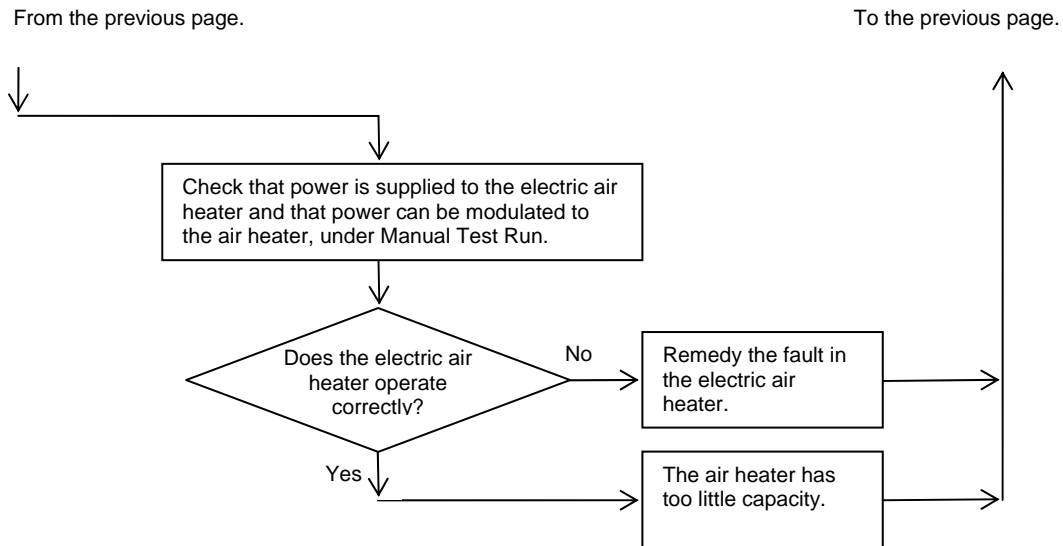 From the previous page.
To the previous page.
Check that power is supplied to the electric air
heater and that power can be modulated to
the air heater, under Manual Test Run.
Does the electric air
heater operate
correctly?
No
Remedy the fault in
the electric air
heater.
Yes
The air heater has
too little capacity.